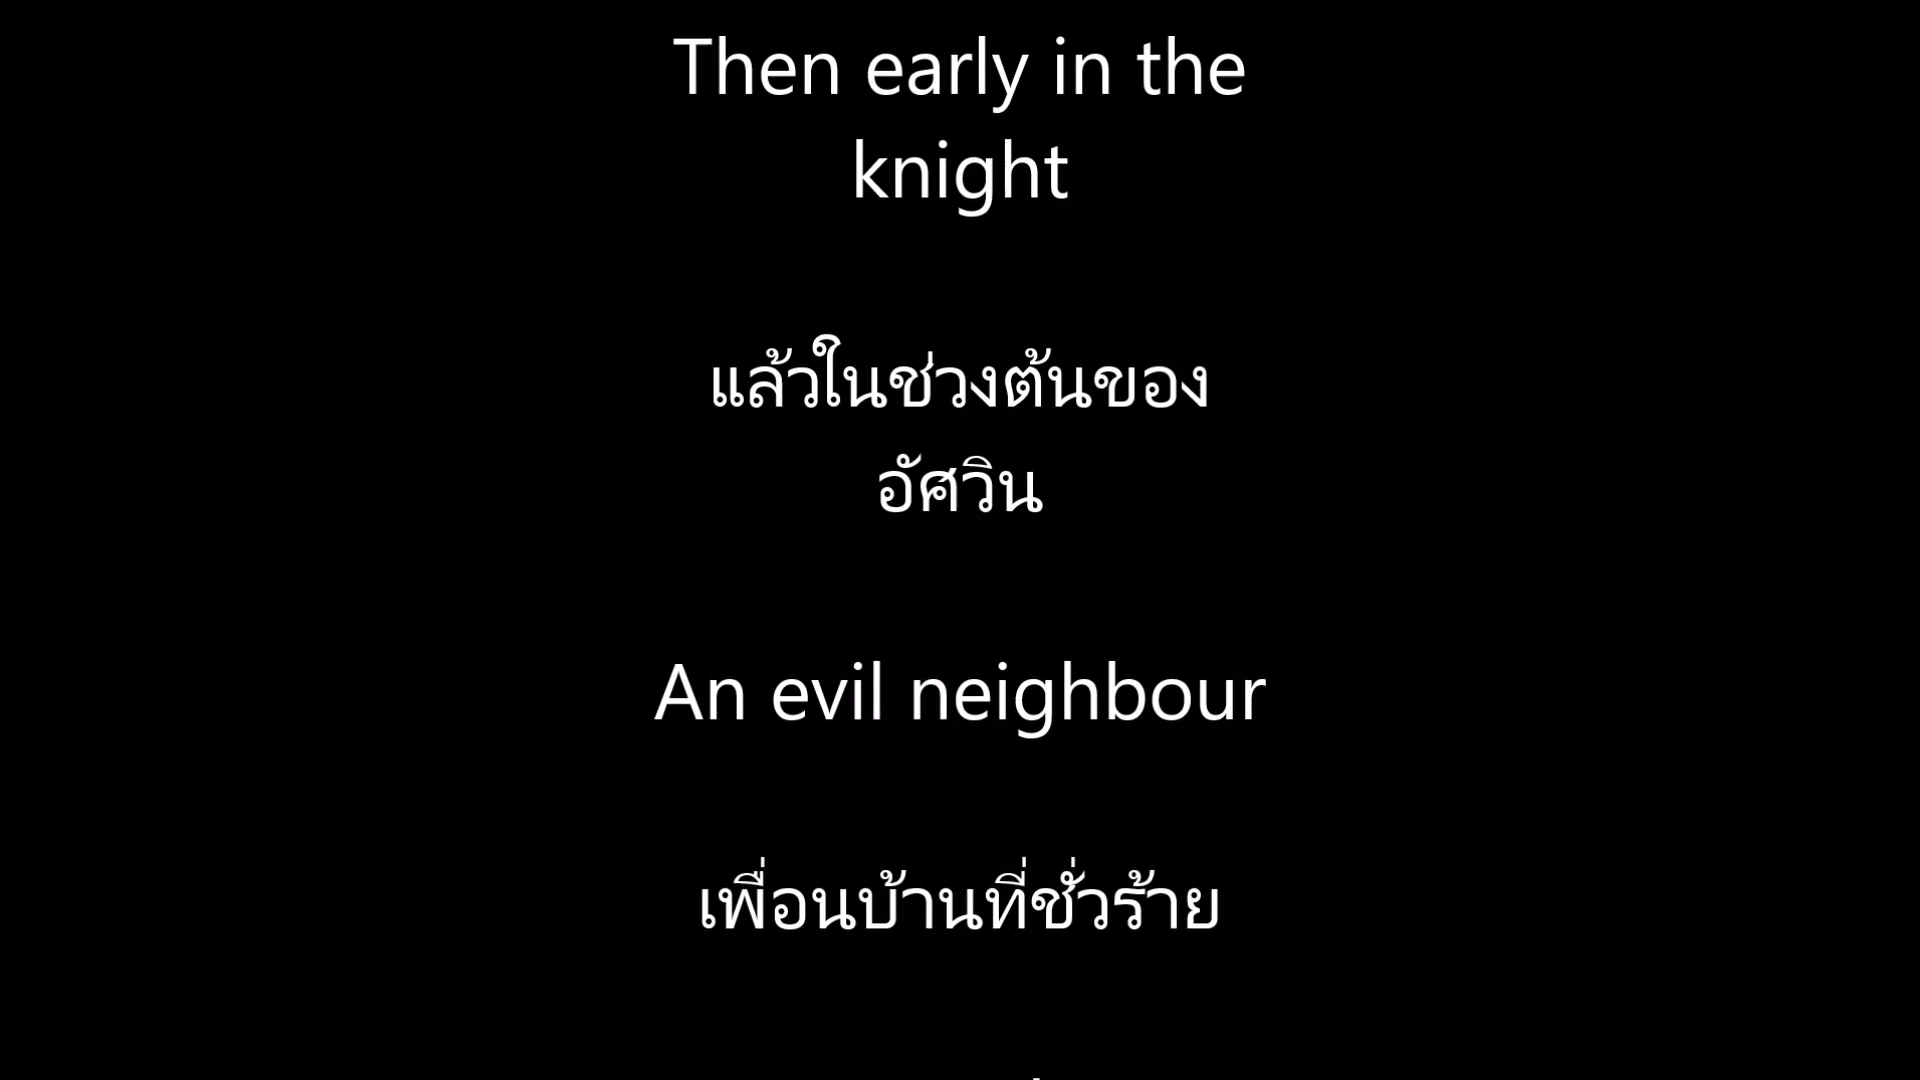 Then early in the
knight
แล้วในช่วงต้นของ
อัศวิน
An evil neighbour
เพื่อนบ้านที่ชั่วร้าย